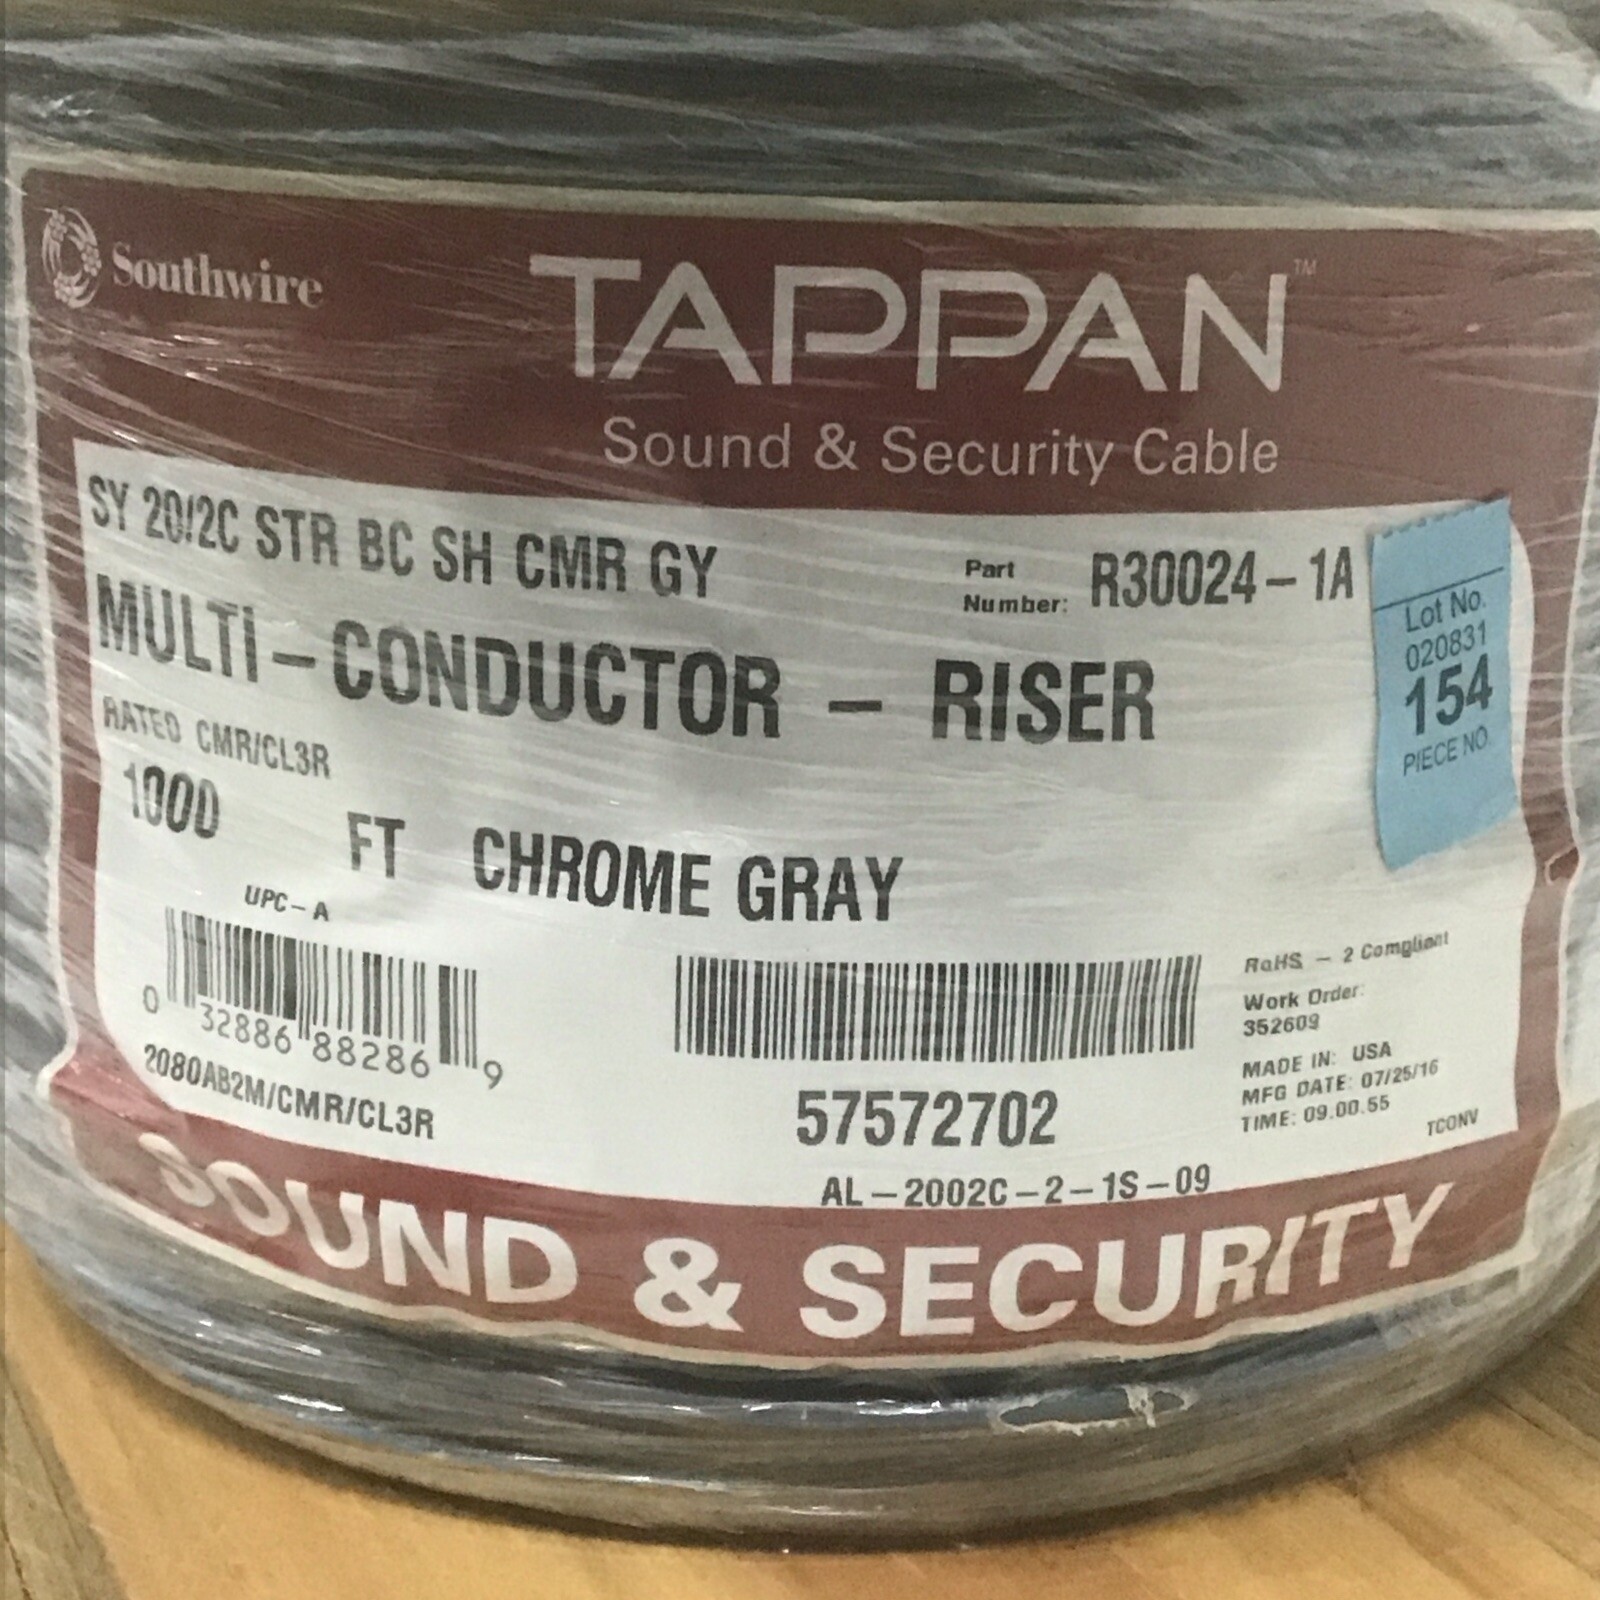 Southwire
TAPPAN™
Sound & Security Cable
SY 20/2C STR BC SH CMR GY
Part Number: R30024-1A
MULTI-CONDUCTOR - RISER
RATED CMR/CL3R
1000 FT CHROME GRAY
Lot No.
020831
154
PIECE NO.
UPC-A
0 32886 88286 9
2080AB2M/CMR/CL3R
57572702
AL-2002C-2-1S-09
RoHS - 2 Compliant
Work Order:
352609
MADE IN: USA
MFG DATE: 07/25/16
TIME: 09.00.55
TCONV
SOUND & SECURITY